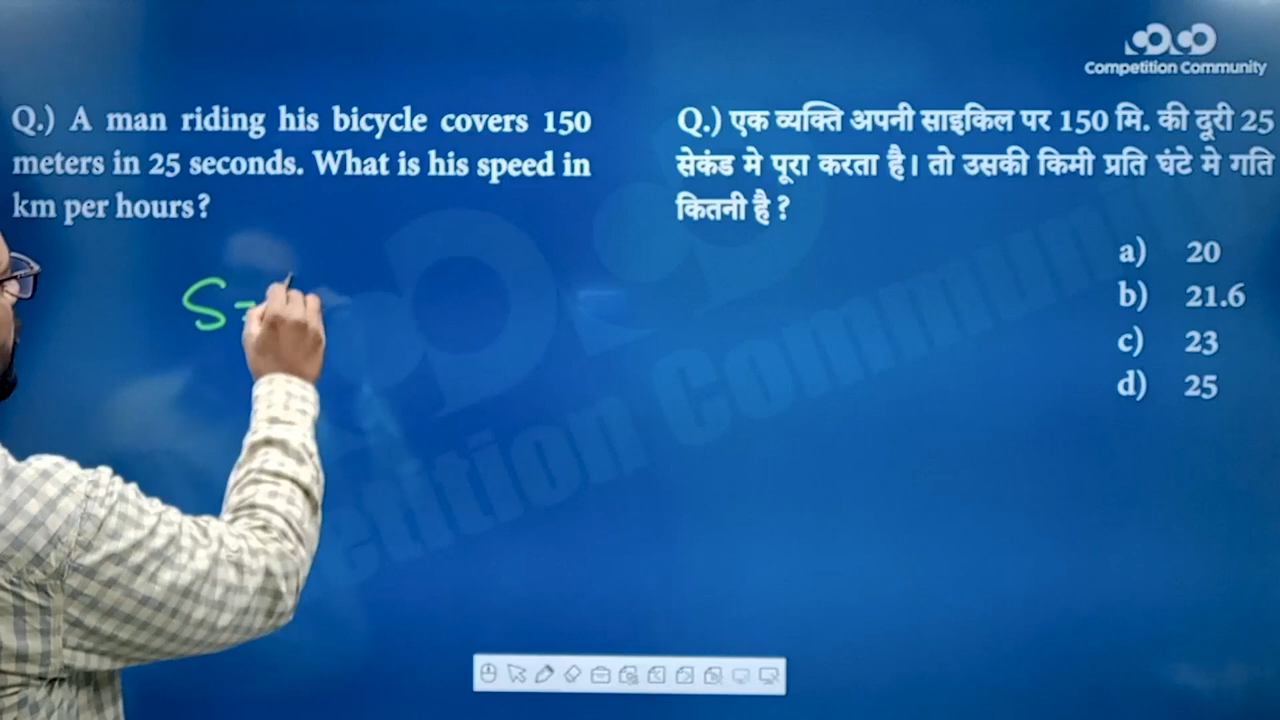 Competition Community
Q.) A man riding his bicycle covers 150
meters in 25 seconds. What is his speed in
km per hours?
S=
Q.) एक व्यक्ति अपनी साइकिल पर 150 मि. की दूरी 25
सेकंड मे पूरा करता है। तो उसकी किमी प्रति घंटे मे गति
कितनी है ?
a) 20
b) 21.6
c) 23
d) 25